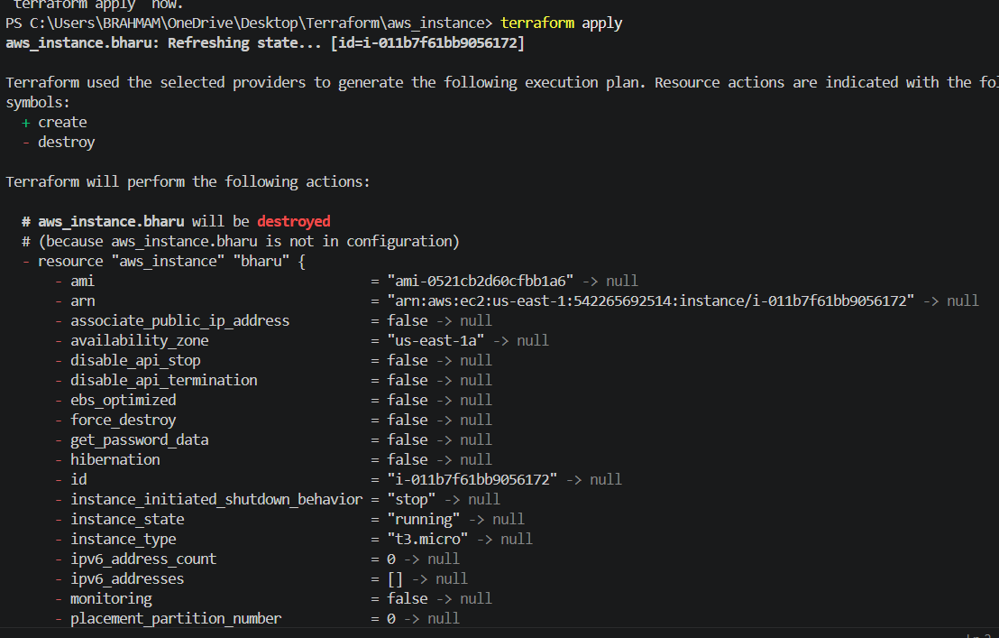 terraform apply" now.
PS C:\Users\BRAHMAM\OneDrive\Desktop\Terraform\aws_instance> terraform apply
aws_instance.bharu: Refreshing state... [id=i-011b7f61bb9056172]
Terraform used the selected providers to generate the following execution plan. Resource actions are indicated with the fol
symbols:
+ create
- destroy
Terraform will perform the following actions:
# aws_instance.bharu will be destroyed
# (because aws_instance.bharu is not in configuration)
- resource "aws_instance" "bharu" {
- ami = "ami-0521cb2d60cfbb1a6" -> null
- arn = "arn:aws:ec2:us-east-1:542265692514:instance/i-011b7f61bb9056172" -> null
- associate_public_ip_address = false -> null
- availability_zone = "us-east-1a" -> null
- disable_api_stop = false -> null
- disable_api_termination = false -> null
- ebs_optimized = false -> null
- force_destroy = false -> null
- get_password_data = false -> null
- hibernation = false -> null
- id = "i-011b7f61bb9056172" -> null
- instance_initiated_shutdown_behavior = "stop" -> null
- instance_state = "running" -> null
- instance_type = "t3.micro" -> null
- ipv6_address_count = 0 -> null
- ipv6_addresses = [] -> null
- monitoring = false -> null
- placement_partition_number = 0 -> null